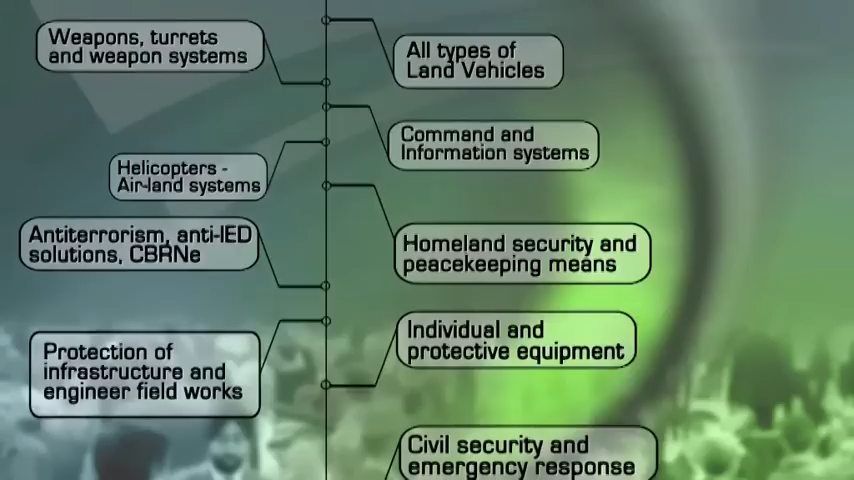 Weapons, turrets
and weapon systems
All types of
Land Vehicles
Command and
Information systems
Helicopters -
Air-land systems
Antiterrorism, anti-IED
solutions, CBRNe
Homeland security and
peacekeeping means
Individual and
protective equipment
Protection of
infrastructure and
engineer field works
Civil security and
emergency response